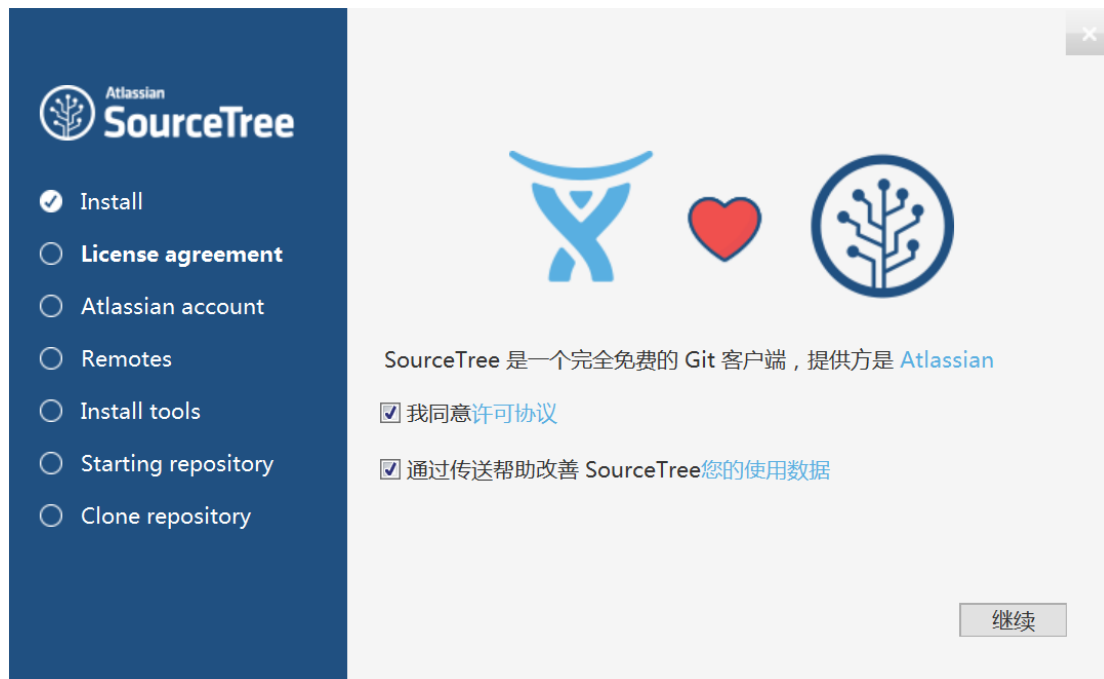 Atlassian
SourceTree
Install
License agreement
Atlassian account
Remotes
Install tools
Starting repository
Clone repository
SourceTree 是一个完全免费的 Git 客户端，提供方是 Atlassian
我同意许可协议
通过传送帮助改善 SourceTree您的使用数据
继续